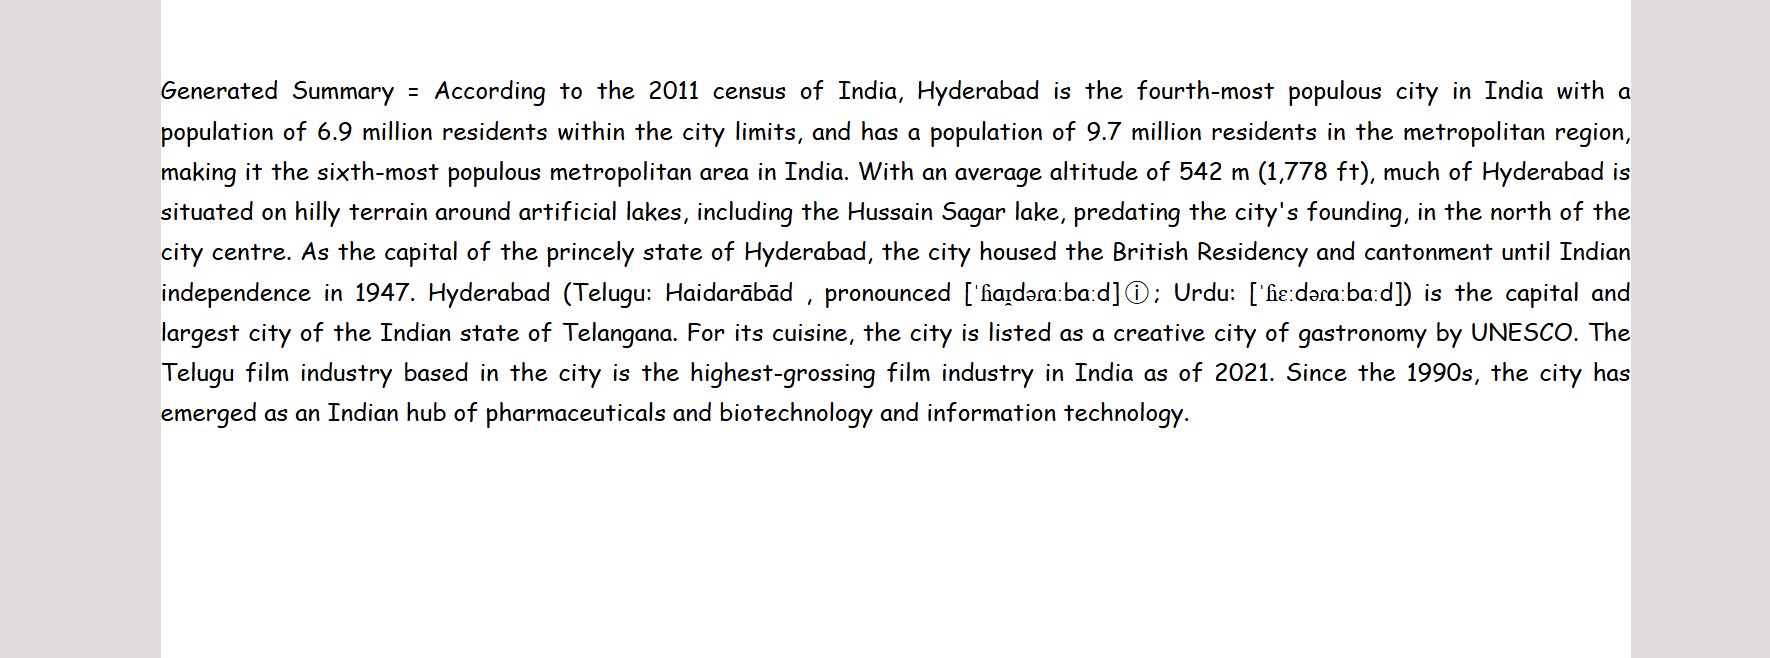 Generated Summary = According to the 2011 census of India, Hyderabad is the fourth-most populous city in India with a
population of 6.9 million residents within the city limits, and has a population of 9.7 million residents in the metropolitan region,
making it the sixth-most populous metropolitan area in India. With an average altitude of 542 m (1,778 ft), much of Hyderabad is
situated on hilly terrain around artificial lakes, including the Hussain Sagar lake, predating the city's founding, in the north of the
city centre. As the capital of the princely state of Hyderabad, the city housed the British Residency and cantonment until Indian
independence in 1947. Hyderabad (Telugu: Haidarābād , pronounced [ˈɦaɪ̯dəɾaːbaːd]ⓘ; Urdu: [ˈɦɛːdəɾaːbaːd]) is the capital and
largest city of the Indian state of Telangana. For its cuisine, the city is listed as a creative city of gastronomy by UNESCO. The
Telugu film industry based in the city is the highest-grossing film industry in India as of 2021. Since the 1990s, the city has
emerged as an Indian hub of pharmaceuticals and biotechnology and information technology.